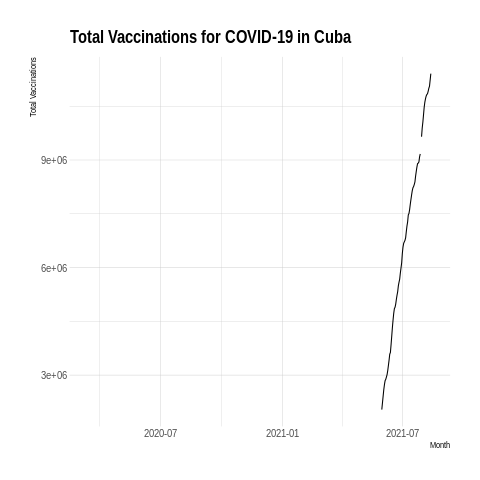 Total Vaccinations for COVID-19 in Cuba
Total Vaccinations
9e+06
6e+06
3e+06
2020-07 2021-01 2021-07
Month